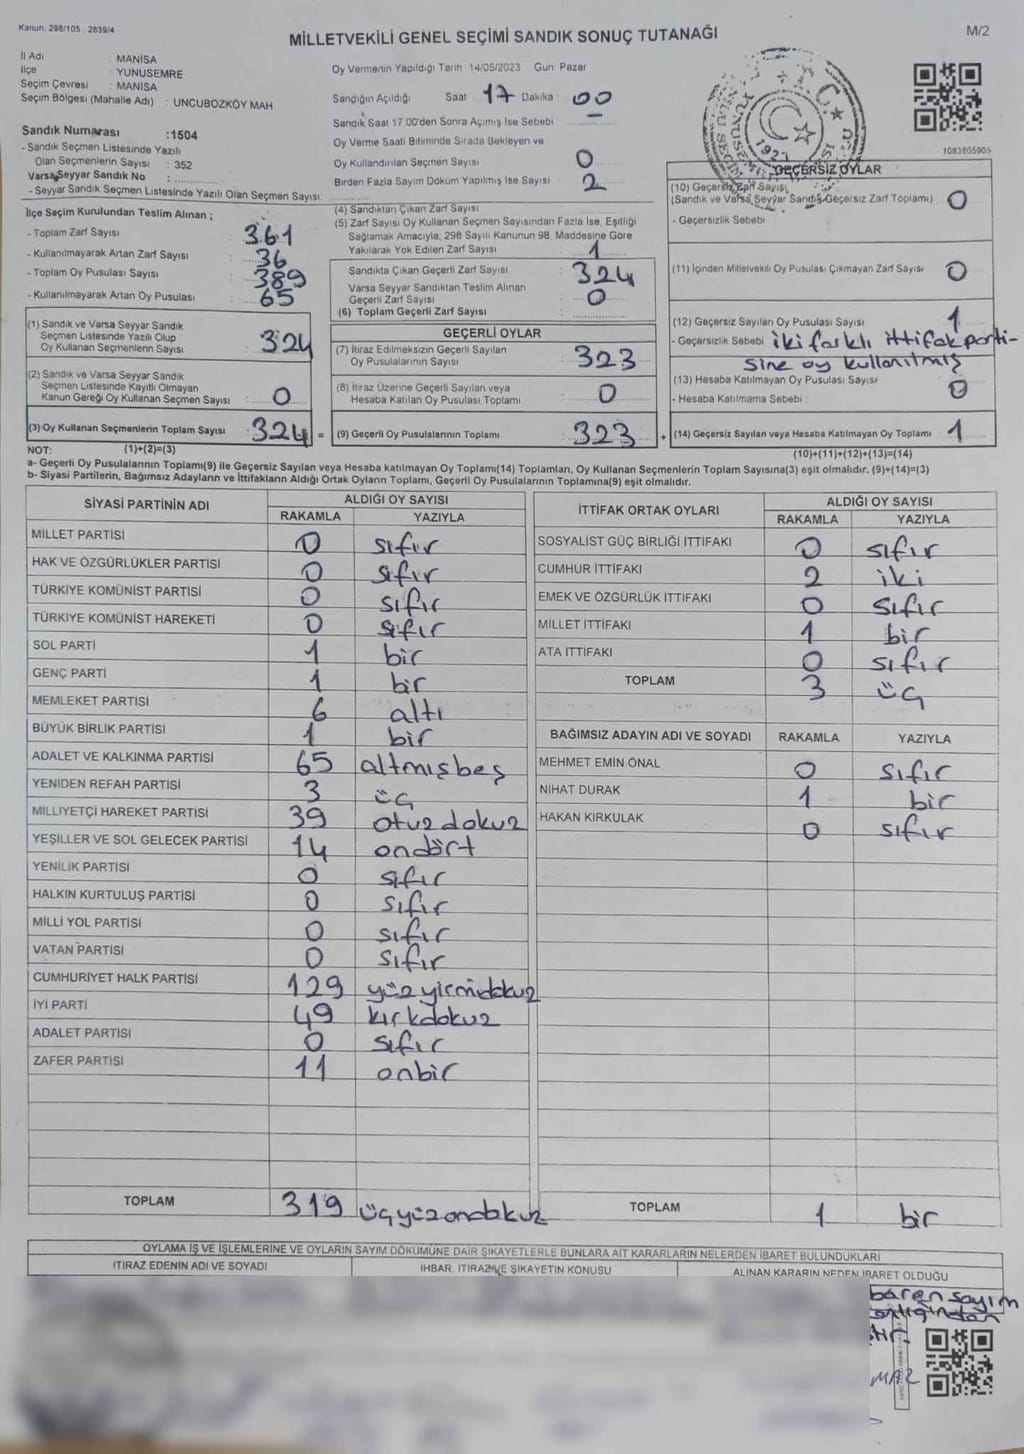 Kanun, 298/105 , 2839/4
MİLLETVEKİLİ GENEL SEÇİMİ SANDIK SONUÇ TUTANAĞI
M/2
İl Adı : MANİSA
İlçe : YUNUSEMRE
Seçim Çevresi : MANİSA
Seçim Bölgesi (Mahalle Adı) : UNCUBOZKÖY MAH
Sandık Numarası :1504
- Sandık Seçmen Listesinde Yazılı
Olan Seçmenlerin Sayısı : 352
Varsa Seyyar Sandık No :
- Seyyar Sandık Seçmen Listesinde Yazılı Olan Seçmen Sayısı:
Oy Vermenin Yapıldığı Tarih 14/05/2023 Gün: Pazar
Sandığın Açıldığı Saat 17 Dakika : 00
Sandık Saat 17:00'den Sonra Açılmış İse Sebebi :
Oy Verme Saati Bitiminde Sırada Bekleyen ve
Oy Kullandırılan Seçmen Sayısı : 0
Birden Fazla Sayım Döküm Yapılmış İse Sayısı : 2
T.C.
1923
1083805906
İlçe Seçim Kurulundan Teslim Alınan ;
- Toplam Zarf Sayısı : 361
- Kullanılmayarak Artan Zarf Sayısı : 36
- Toplam Oy Pusulası Sayısı : 389
- Kullanılmayarak Artan Oy Pusulası : 65
(1) Sandık ve Varsa Seyyar Sandık
Seçmen Listesinde Yazılı Olup
Oy Kullanan Seçmenlerin Sayısı : 324
(2) Sandık ve Varsa Seyyar Sandık
Seçmen Listesinde Kayıtlı Olmayan
Kanun Gereği Oy Kullanan Seçmen Sayısı : 0
(3) Oy Kullanan Seçmenlerin Toplam Sayısı : 324 =
(4) Sandıktan Çıkan Zarf Sayısı
(5) Zarf Sayısı Oy Kullanan Seçmen Sayısından Fazla İse, Eşitliği
Sağlamak Amacıyla, 298 Sayılı Kanunun 98. Maddesine Göre
Yakılarak Yok Edilen Zarf Sayısı : 1
Sandıkta Çıkan Geçerli Zarf Sayısı : 324
Varsa Seyyar Sandıktan Teslim Alınan
Geçerli Zarf Sayısı : 0
(6) Toplam Geçerli Zarf Sayısı :
GEÇERLİ OYLAR
(7) İtiraz Edilmeksizin Geçerli Sayılan
Oy Pusulalarının Sayısı : 323
(8) İtiraz Üzerine Geçerli Sayılan veya
Hesaba Katılan Oy Pusulası Toplamı : 0
(9) Geçerli Oy Pusulalarının Toplamı : 323 +
GEÇERSİZ OYLAR
(10) Geçersiz Zarf Sayısı
(Sandık ve Varsa Seyyar Sandığı Geçersiz Zarf Toplamı) : 0
- Geçersizlik Sebebi :
(11) İçinden Milletvekili Oy Pusulası Çıkmayan Zarf Sayısı : 0
(12) Geçersiz Sayılan Oy Pusulası Sayısı : 1
- Geçersizlik Sebebi : iki farklı ittifak parti-
sine oy kullanılmış
(13) Hesaba Katılmayan Oy Pusulası Sayısı : 0
- Hesaba Katılmama Sebebi :
(14) Geçersiz Sayılan veya Hesaba Katılmayan Oy Toplamı : 1
NOT: (1)+(2)=(3)
(10)+(11)+(12)+(13)=(14)
a- Geçerli Oy Pusulalarının Toplamı(9) ile Geçersiz Sayılan veya Hesaba katılmayan Oy Toplamı(14) Toplamları, Oy Kullanan Seçmenlerin Toplam Sayısına(3) eşit olmalıdır. (9)+(14)=(3)
b- Siyasi Partilerin, Bağımsız Adayların ve İttifakların Aldığı Ortak Oyların Toplamı, Geçerli Oy Pusulalarının Toplamına(9) eşit olmalıdır.
SİYASİ PARTİNİN ADI
ALDIĞI OY SAYISI
RAKAMLA YAZIYLA
MİLLET PARTİSİ 0 sıfır
HAK VE ÖZGÜRLÜKLER PARTİSİ 0 sıfır
TÜRKİYE KOMÜNİST PARTİSİ 0 sıfır
TÜRKİYE KOMÜNİST HAREKETİ 0 sıfır
SOL PARTİ 1 bir
GENÇ PARTİ 1 bir
MEMLEKET PARTİSİ 6 altı
BÜYÜK BİRLİK PARTİSİ 1 bir
ADALET VE KALKINMA PARTİSİ 65 altmışbeş
YENİDEN REFAH PARTİSİ 3 üç
MİLLİYETÇİ HAREKET PARTİSİ 39 otuzdokuz
YEŞİLLER VE SOL GELECEK PARTİSİ 14 ondört
YENİLİK PARTİSİ 0 sıfır
HALKIN KURTULUŞ PARTİSİ 0 sıfır
MİLLİ YOL PARTİSİ 0 sıfır
VATAN PARTİSİ 0 sıfır
CUMHURİYET HALK PARTİSİ 129 yüzyirmidokuz
İYİ PARTİ 49 kırkdokuz
ADALET PARTİSİ 0 sıfır
ZAFER PARTİSİ 11 onbir
TOPLAM 319 üçyüzondokuz
İTTİFAK ORTAK OYLARI
ALDIĞI OY SAYISI
RAKAMLA YAZIYLA
SOSYALİST GÜÇ BİRLİĞİ İTTİFAKI 0 sıfır
CUMHUR İTTİFAKI 2 iki
EMEK VE ÖZGÜRLÜK İTTİFAKI 0 sıfır
MİLLET İTTİFAKI 1 bir
ATA İTTİFAKI 0 sıfır
TOPLAM 3 üç
BAĞIMSIZ ADAYIN ADI VE SOYADI RAKAMLA YAZIYLA
MEHMET EMİN ÖNAL 0 sıfır
NİHAT DURAK 1 bir
HAKAN KIRKULAK 0 sıfır
TOPLAM 1 bir
OYLAMA İŞ VE İŞLEMLERİNE VE OYLARIN SAYIM DÖKÜMÜNE DAİR ŞİKAYETLERLE BUNLARA AİT KARARLARIN NELERDEN İBARET BULUNDUKLARI
İTİRAZ EDENİN ADI VE SOYADI
İHBAR, İTİRAZ VE ŞİKAYETİN KONUSU
ALINAN KARARIN NEDEN İBARET OLDUĞU
sayım